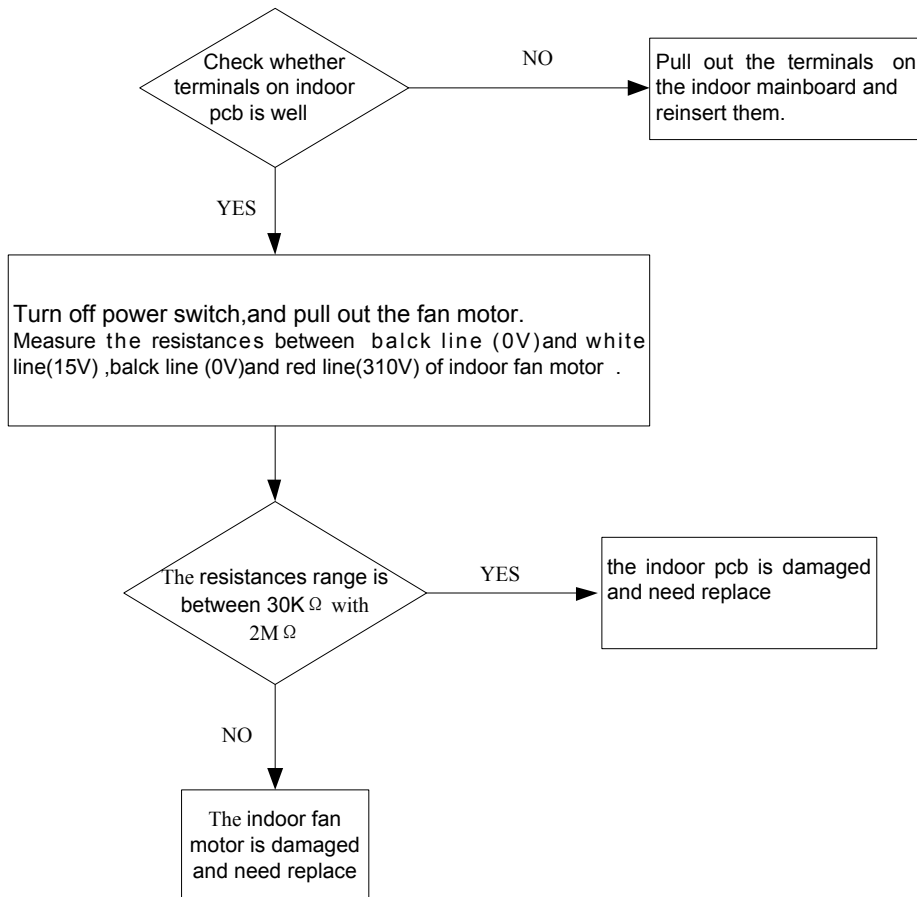 Check whether
terminals on indoor
pcb is well
NO
Pull out the terminals on
the indoor mainboard and
reinsert them.
YES
Turn off power switch,and pull out the fan motor.
Measure the resistances between balck line (0V)and white
line(15V) ,balck line (0V)and red line(310V) of indoor fan motor .
The resistances range is
between 30K Ω with
2M Ω
YES
the indoor pcb is damaged
and need replace
NO
The indoor fan
motor is damaged
and need replace